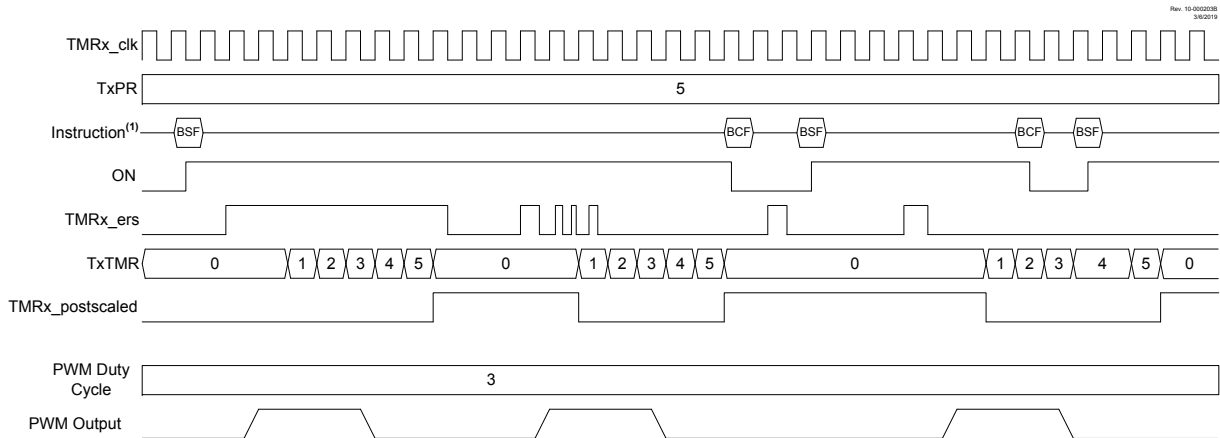 Rev. 10-000203B
3/6/2019
TMRx_clk
TxPR 5
Instruction(1) BSF BCF BSF BCF BSF
ON
TMRx_ers
TxTMR 0 1 2 3 4 5 0 1 2 3 4 5 0 1 2 3 4 5 0
TMRx_postscaled
PWM Duty
Cycle 3
PWM Output